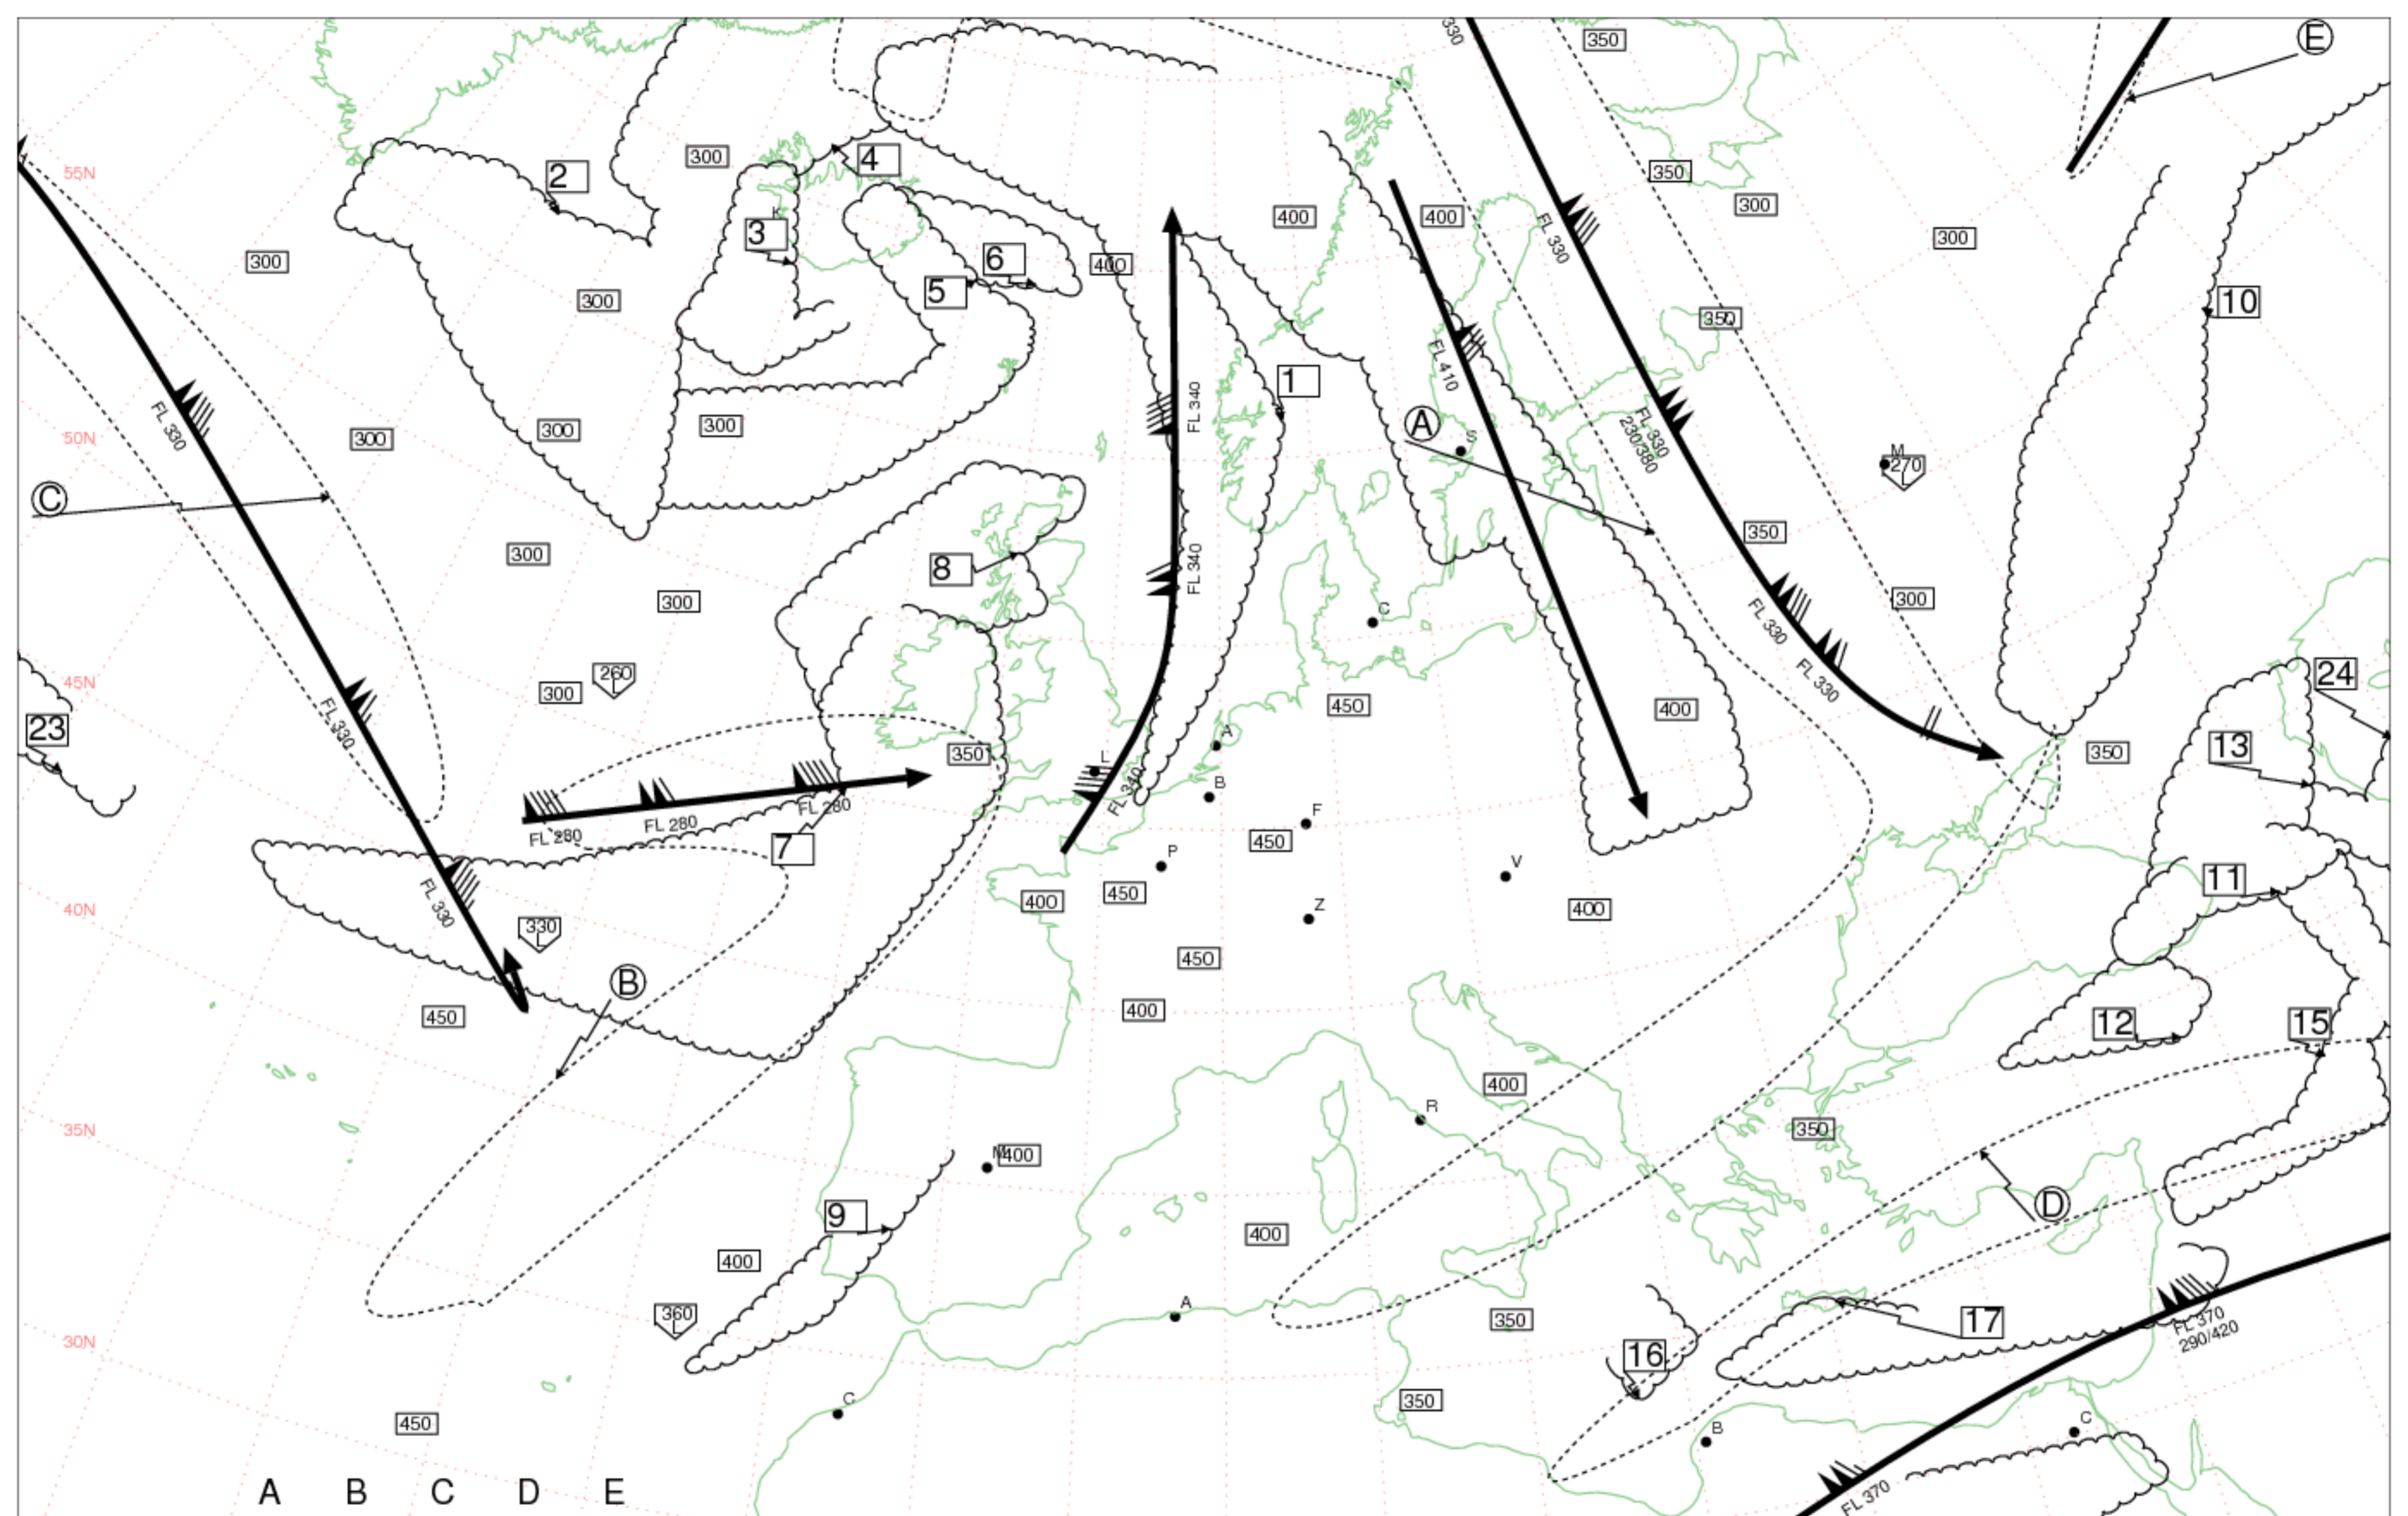 330
350
E
55N
300
4
350
2
300
K
3
400
400
300
FL 330
300
6
400
300
5
300
10
350
1
FL 410
FL 340
FL 330
50N
300
300
300
A
S
FL 330
230/380
M
270
L
C
8
300
FL 340
350
300
300
C
FL 330
FL 330
45N
260
L
300
24
23
FL 330
450
400
A
350
350
13
L
FL 340
B
FL 280
FL 280
FL 280
F
7
450
P
V
11
40N
FL 330
400
450
Z
400
330
L
450
B
450
400
12
15
400
35N
R
350
M
400
9
D
400
400
360
L
A
350
17
FL 370
290/420
30N
16
C
350
450
B
C
FL 370
A B C D E